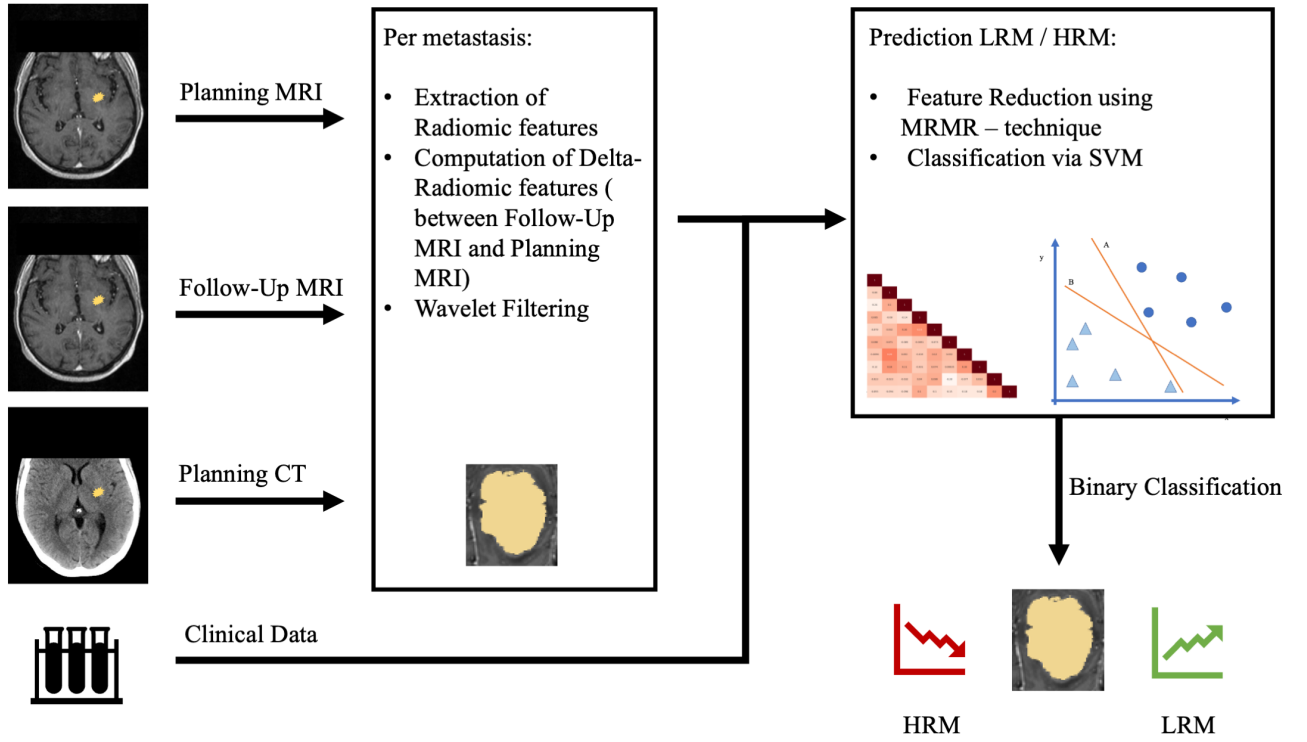 Planning MRI
Follow-Up MRI
Planning CT
Clinical Data
Per metastasis:
• Extraction of
Radiomic features
• Computation of Delta-
Radiomic features (
between Follow-Up
MRI and Planning
MRI)
• Wavelet Filtering
Prediction LRM / HRM:
• Feature Reduction using
MRMR – technique
• Classification via SVM
y
A
B
Binary Classification
HRM
LRM